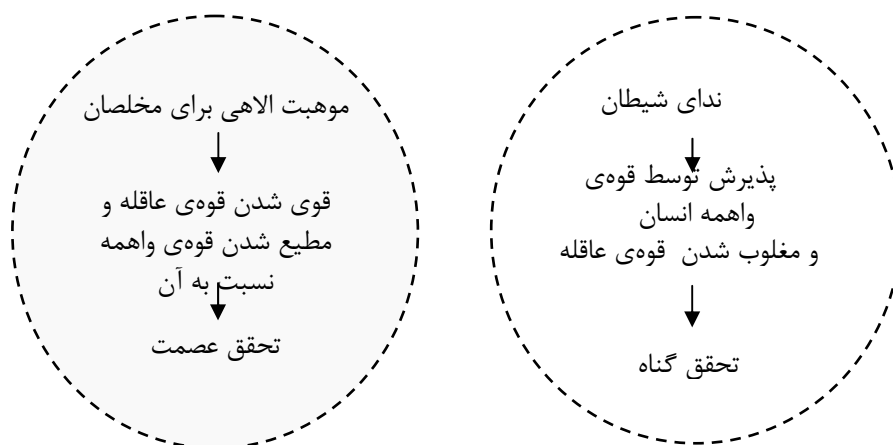 ندای شیطان
پذیرش توسط قوه‌ی
واهمه انسان
و مغلوب شدن قوه‌ی عاقله
تحقق گناه
موهبت الاهی برای مخلصان
قوی شدن قوه‌ی عاقله و
مطیع شدن قوه‌ی واهمه
نسبت به آن
تحقق عصمت